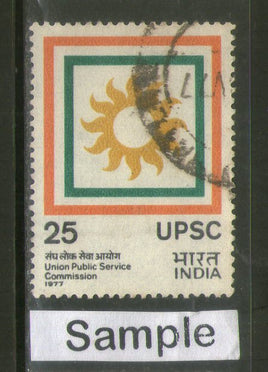 25 UPSC
संघ लोक सेवा आयोग
Union Public Service
Commission
1977
भारत
INDIA
Sample